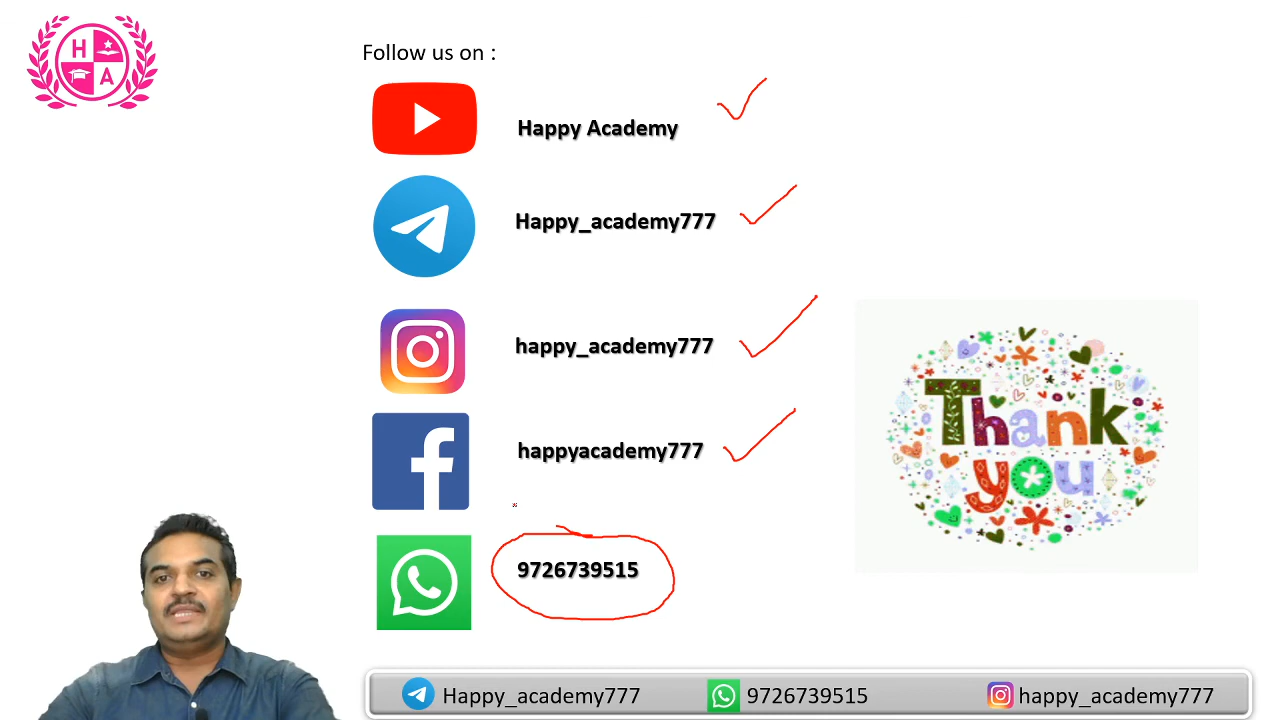 H
A
Follow us on :
Happy Academy
Happy_academy777
happy_academy777
happyacademy777
9726739515
Thank
you
Happy_academy777 9726739515 happy_academy777